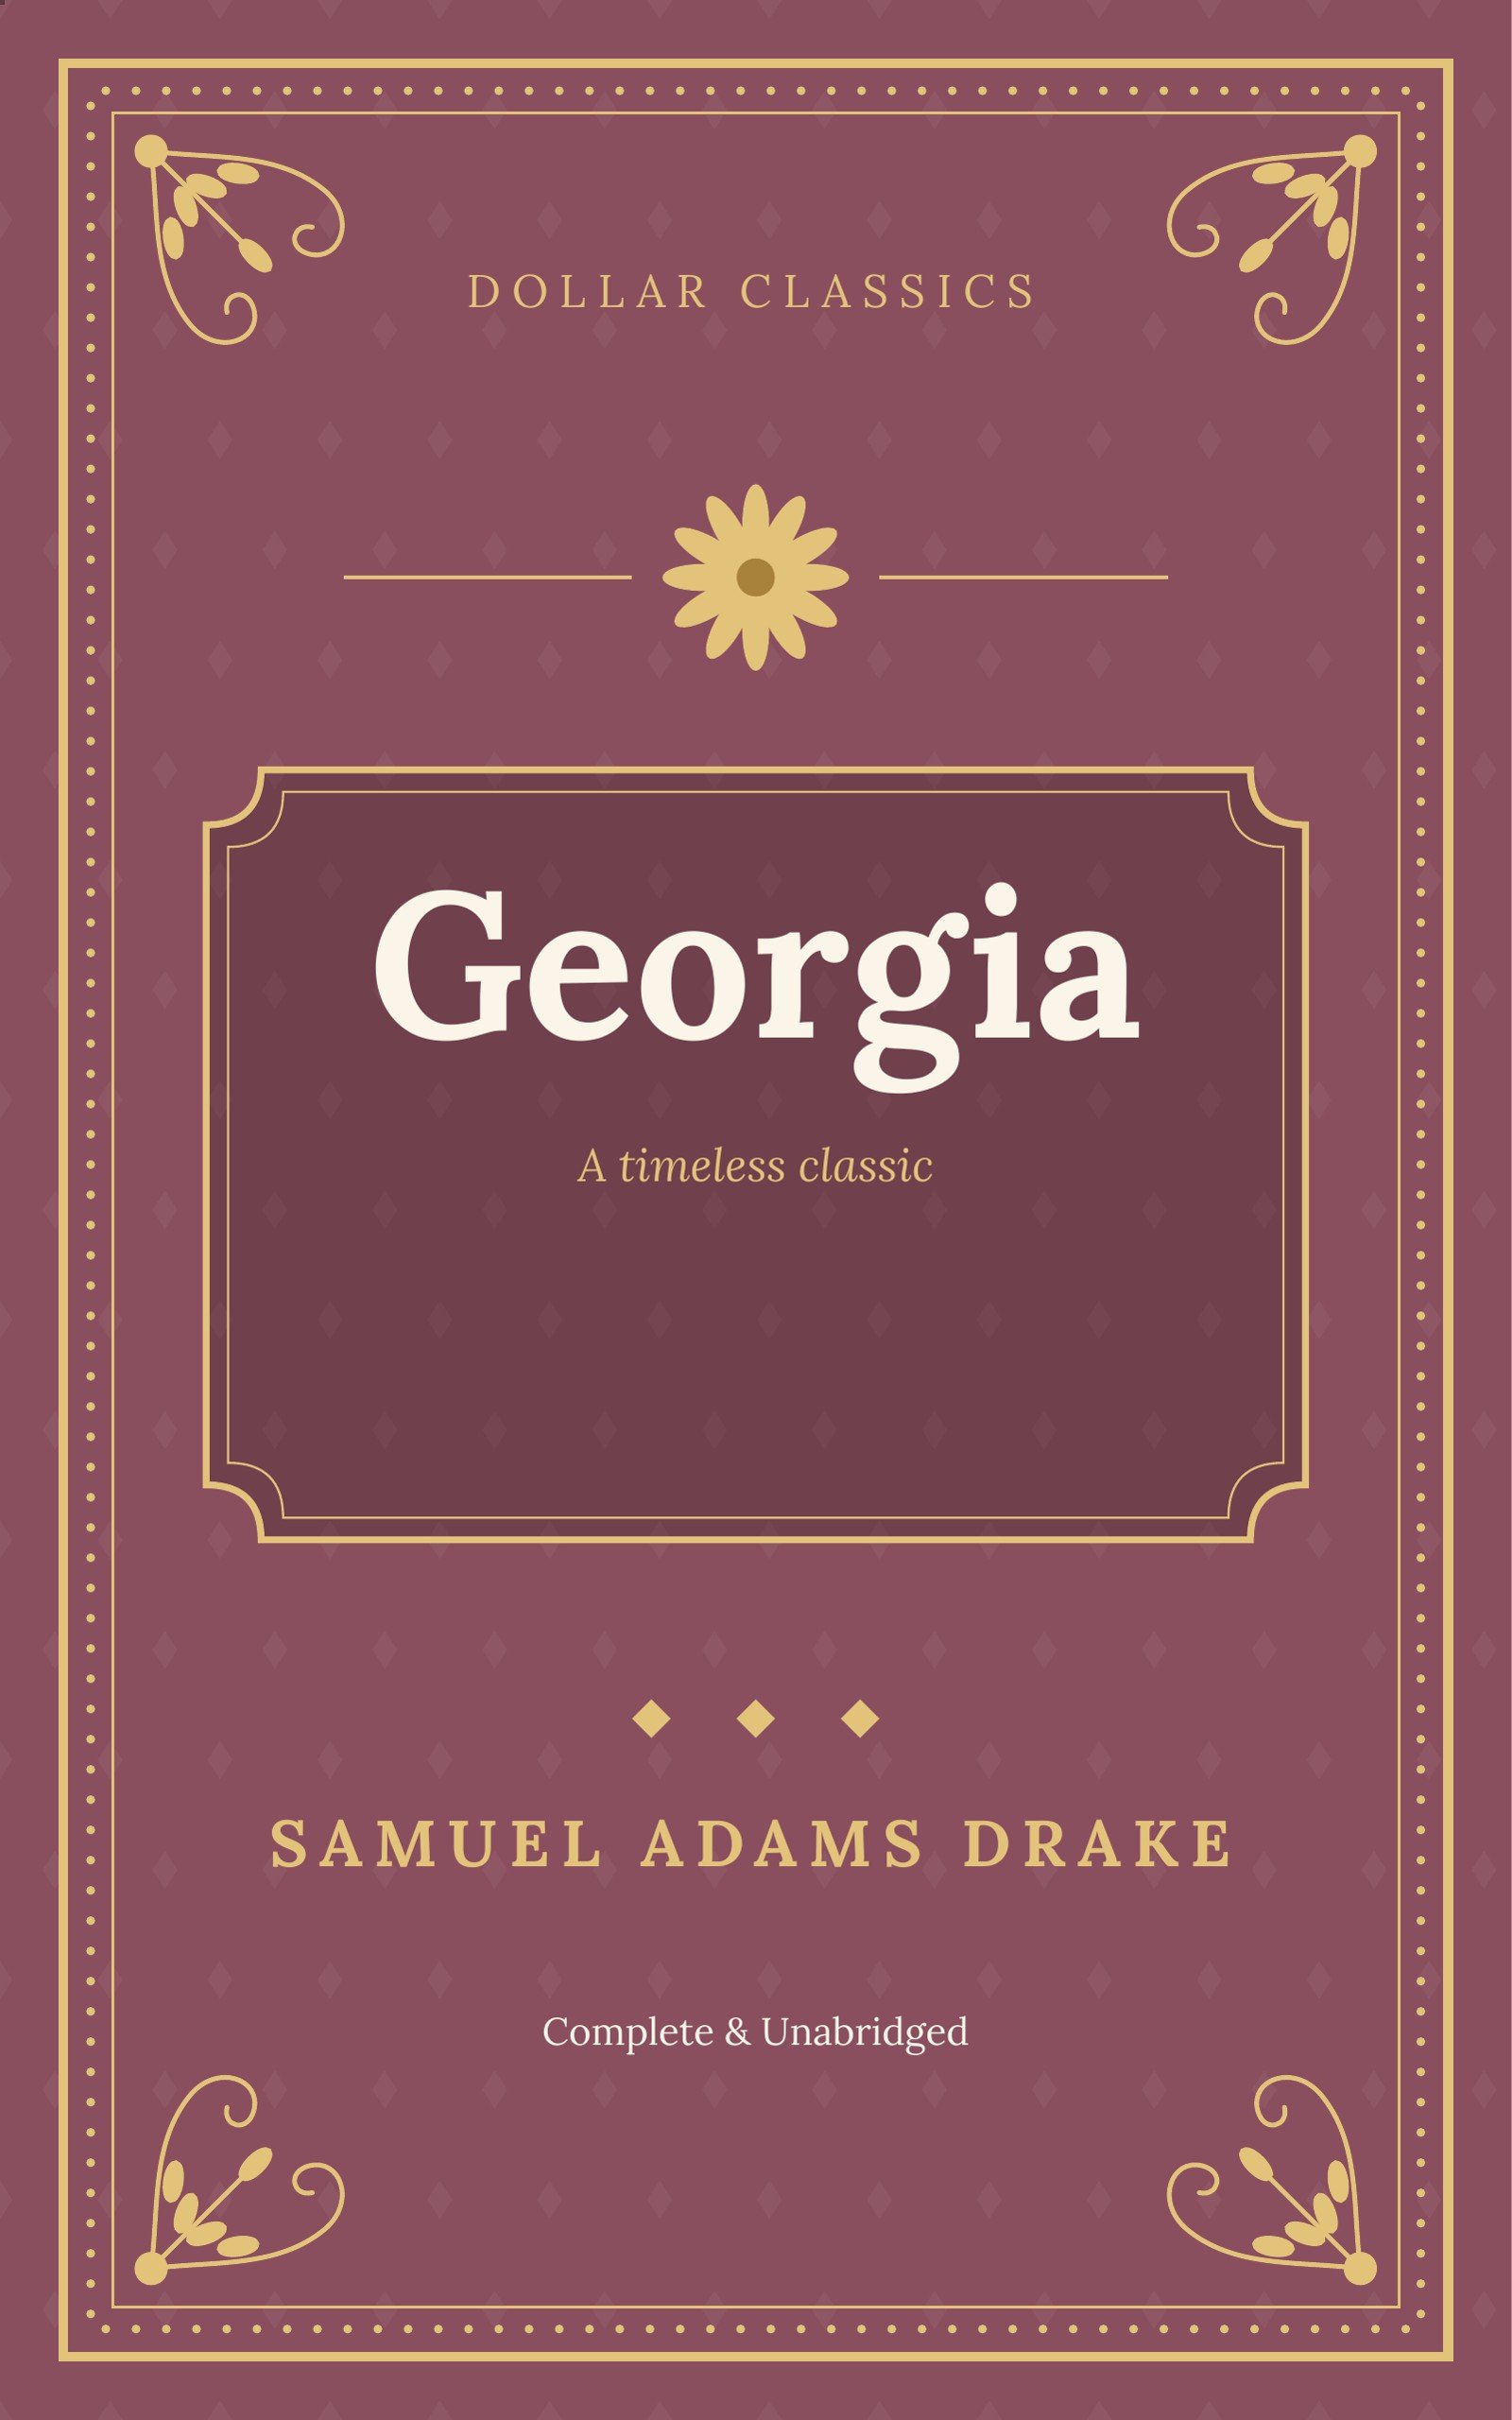 DOLLAR CLASSICS
Georgia
A timeless classic
SAMUEL ADAMS DRAKE
Complete & Unabridged